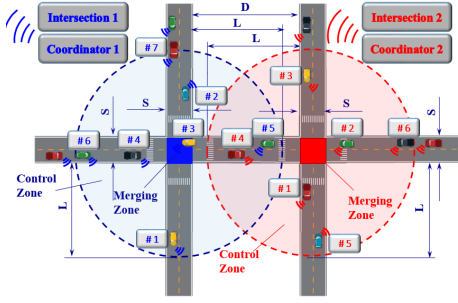 Intersection 1
Coordinator 1
Intersection 2
Coordinator 2
D
L
L
#7
#2
#3
S
S
S
S
#6
#4
#3
#4
#5
#2
#6
Control
Zone
Merging
Zone
#1
Merging
Zone
L
L
#1
Control
Zone
#5